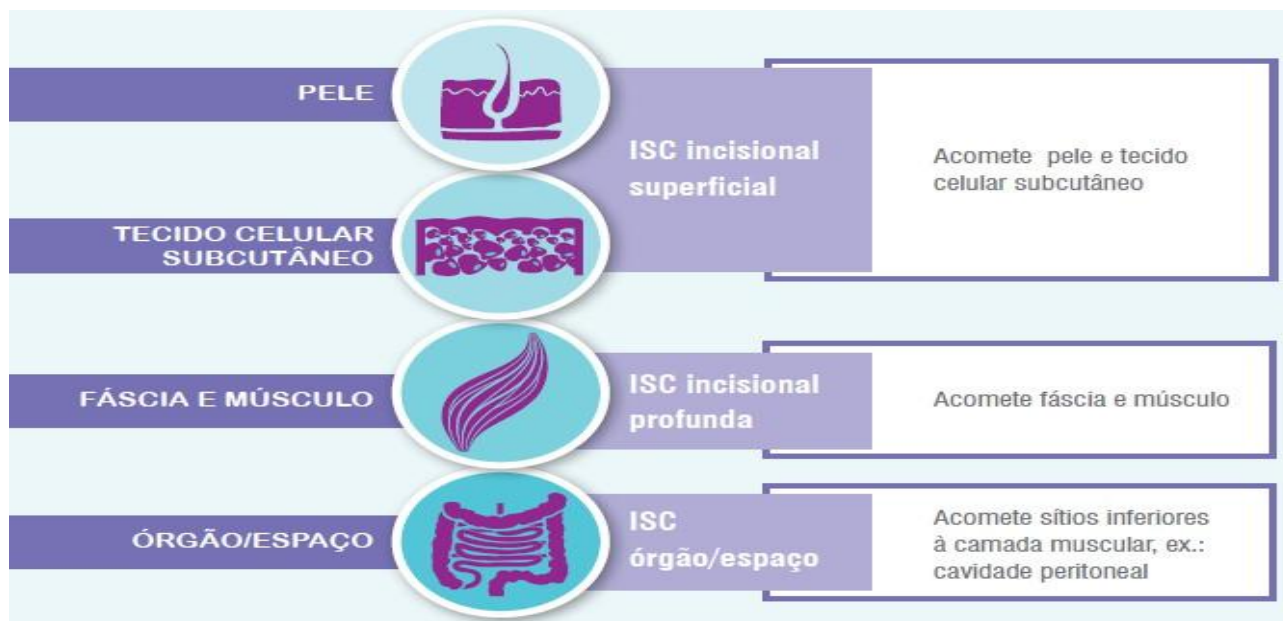 PELE
ISC incisional
superficial
Acomete pele e tecido
celular subcutâneo
TECIDO CELULAR
SUBCUTÂNEO
FÁSCIA E MÚSCULO
ISC incisional
profunda
Acomete fáscia e músculo
ÓRGÃO/ESPAÇO
ISC
órgão/espaço
Acomete sítios inferiores
à camada muscular, ex.:
cavidade peritoneal